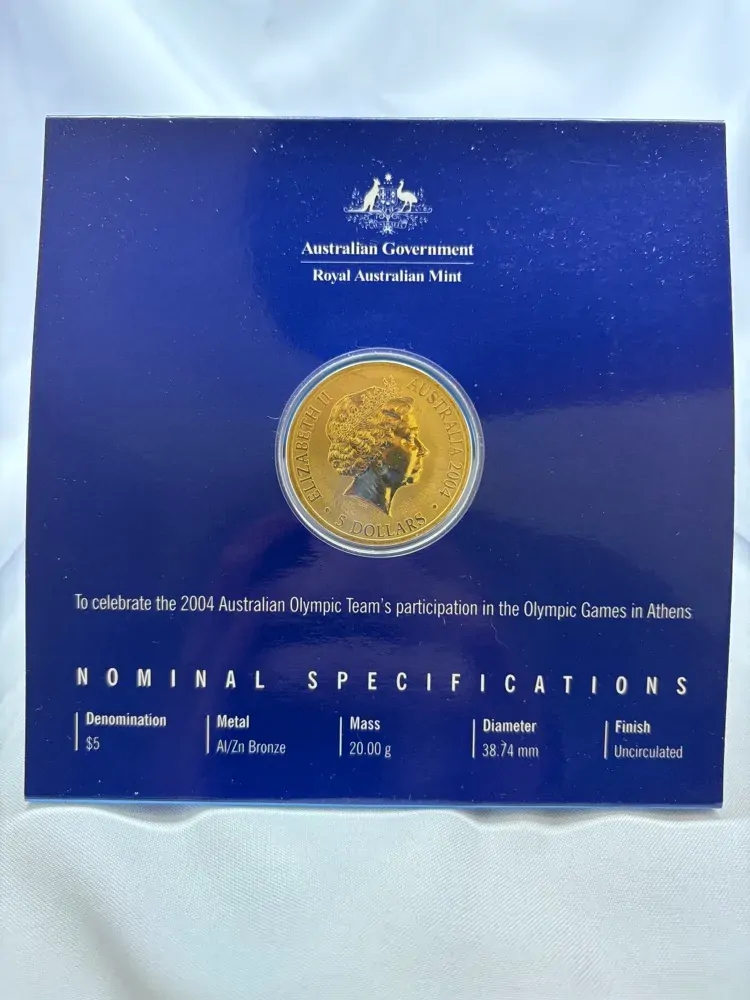 Australian Government
Royal Australian Mint
ELIZABETH II
AUSTRALIA 2004
5 DOLLARS
To celebrate the 2004 Australian Olympic Team's participation in the Olympic Games in Athens
NOMINAL SPECIFICATIONS
Denomination
$5
Metal
Al/Zn Bronze
Mass
20.00 g
Diameter
38.74 mm
Finish
Uncirculated